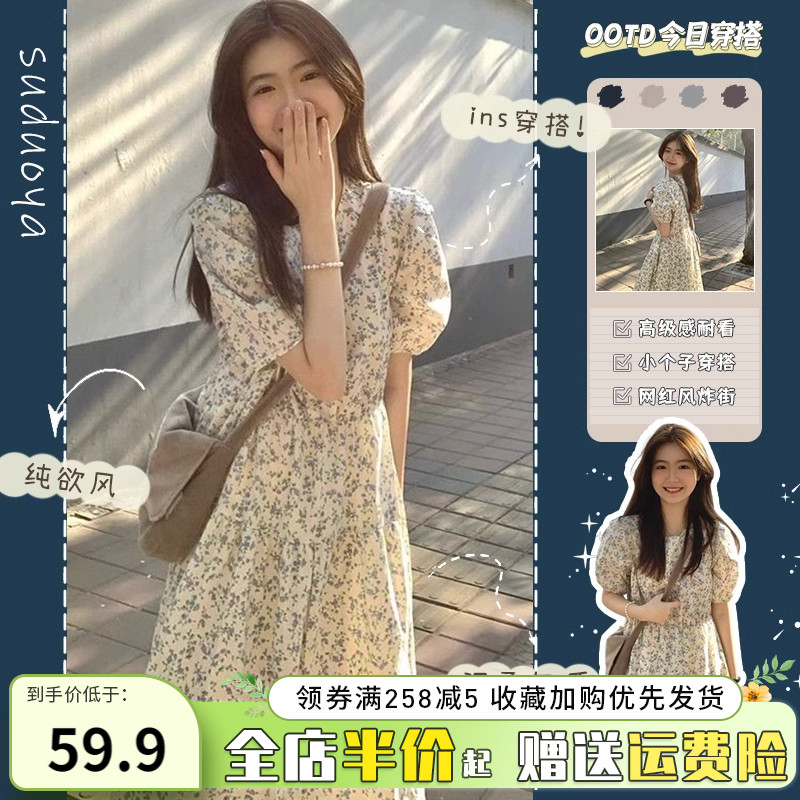 suduoya
OOTD今日穿搭
ins穿搭!
高级感耐看
小个子穿搭
网红风炸街
纯欲风
到手价低于:
59.9
领券满258减5 收藏加购优先发货
全店半价起 赠送运费险